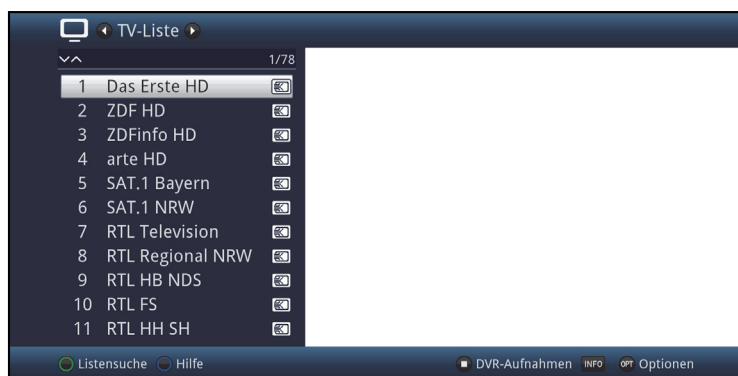 TV-Liste
1/78
1 Das Erste HD
2 ZDF HD
3 ZDFinfo HD
4 arte HD
5 SAT.1 Bayern
6 SAT.1 NRW
7 RTL Television
8 RTL Regional NRW
9 RTL HB NDS
10 RTL FS
11 RTL HH SH
Listensuche Hilfe DVR-Aufnahmen INFO OPT Optionen